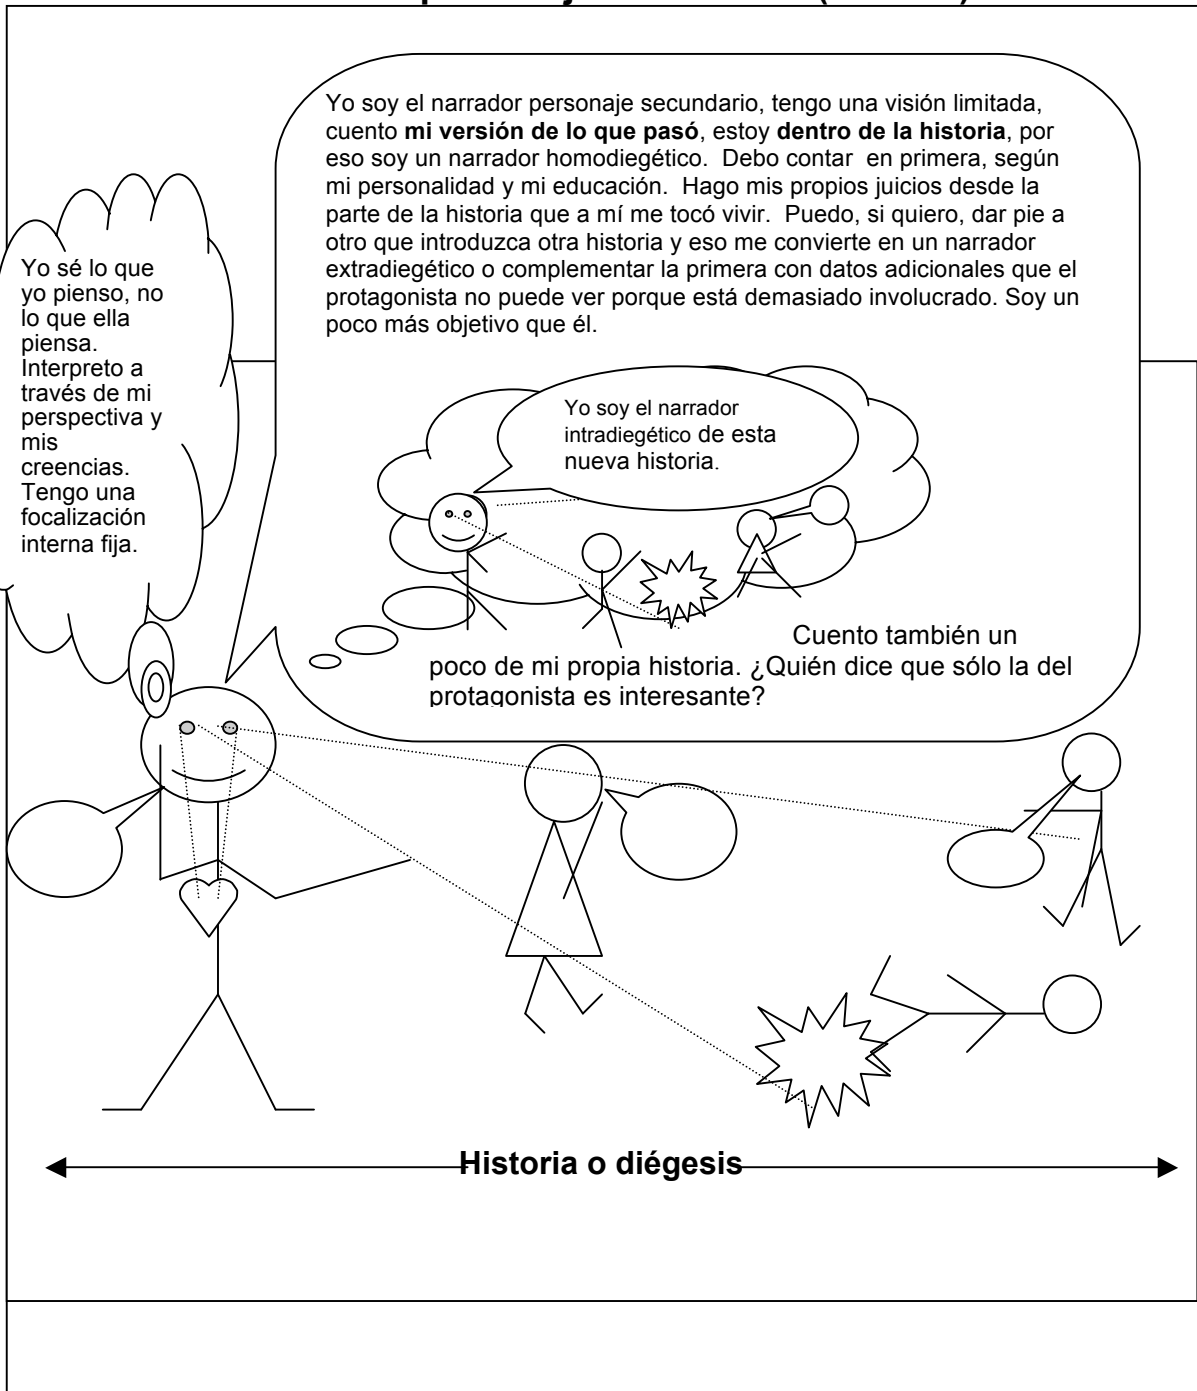 Yo soy el narrador personaje secundario, tengo una visión limitada,
cuento mi versión de lo que pasó, estoy dentro de la historia, por
eso soy un narrador homodiegético.  Debo contar  en primera, según
mi personalidad y mi educación.  Hago mis propios juicios desde la
parte de la historia que a mí me tocó vivir.  Puedo, si quiero, dar pie a
otro que introduzca otra historia y eso me convierte en un narrador
extradiegético o complementar la primera con datos adicionales que el
protagonista no puede ver porque está demasiado involucrado. Soy un
poco más objetivo que él.
Yo sé lo que
yo pienso, no
lo que ella
piensa.
Interpreto a
través de mi
perspectiva y
mis
creencias.
Tengo una
focalización
interna fija.
Yo soy el narrador
intradiegético de esta
nueva historia.
Cuento también un
poco de mi propia historia. ¿Quién dice que sólo la del
protagonista es interesante?
Historia o diégesis